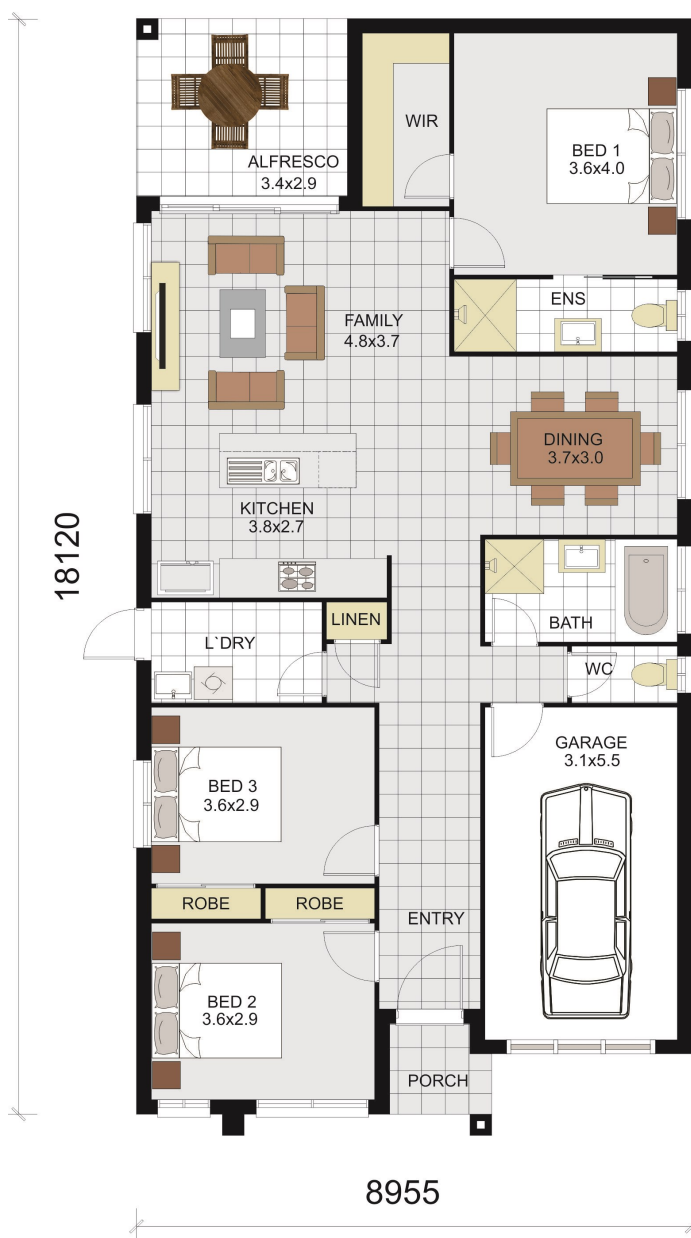 WIR
BED 1
3.6x4.0
ALFRESCO
3.4x2.9
ENS
FAMILY
4.8x3.7
DINING
3.7x3.0
KITCHEN
3.8x2.7
18120
LINEN
BATH
L`DRY
WC
GARAGE
3.1x5.5
BED 3
3.6x2.9
ROBE
ROBE
ENTRY
BED 2
3.6x2.9
PORCH
8955